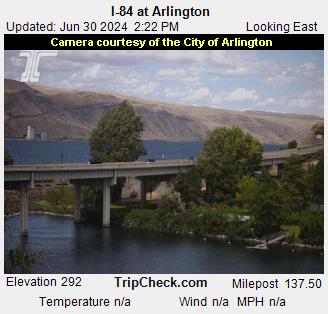 I-84 at Arlington
Updated: Jun 30 2024 2:22 PM Looking East
Camera courtesy of the City of Arlington
Elevation 292 TripCheck.com Milepost 137.50
Temperature n/a Wind n/a MPH n/a